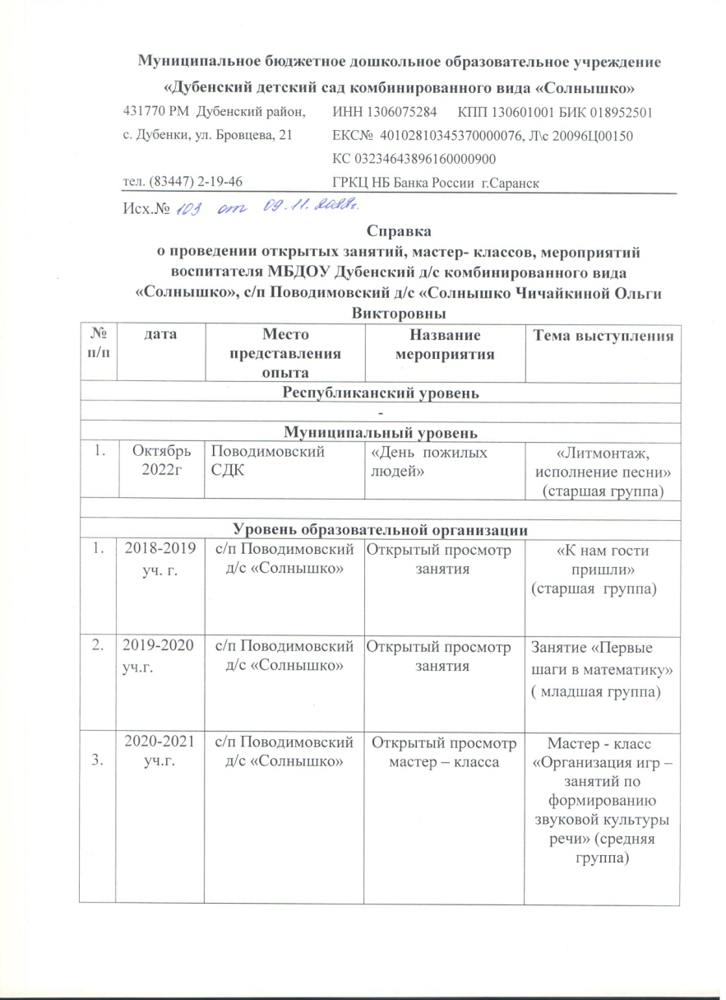 Муниципальное бюджетное дошкольное образовательное учреждение
«Дубенский детский сад комбинированного вида «Солнышко»
431770 РМ Дубенский район, ИНН 1306075284 КПП 130601001 БИК 018952501
с. Дубенки, ул. Бровцева, 21 ЕКС№ 40102810345370000076, Л\с 20096Ц00150
КС 03234643896160000900
тел. (83447) 2-19-46 ГРКЦ НБ Банка России г.Саранск
Исх.№ 103 от 09.11.2022г.
Справка
о проведении открытых занятий, мастер- классов, мероприятий
воспитателя МБДОУ Дубенский д/с комбинированного вида
«Солнышко», с/п Поводимовский д/с «Солнышко Чичайкиной Ольги
Викторовны
№ дата Место Название Тема выступления
п/п представления мероприятия
опыта
Республиканский уровень
-
Муниципальный уровень
1. Октябрь Поводимовский «День пожилых «Литмонтаж,
2022г СДК людей» исполнение песни»
(старшая группа)
Уровень образовательной организации
1. 2018-2019 с/п Поводимовский Открытый просмотр «К нам гости
уч. г. д/с «Солнышко» занятия пришли»
(старшая группа)
2. 2019-2020 с/п Поводимовский Открытый просмотр Занятие «Первые
уч.г. д/с «Солнышко» занятия шаги в математику»
( младшая группа)
2020-2021 с/п Поводимовский Открытый просмотр Мастер - класс
3. уч.г. д/с «Солнышко» мастер – класса «Организация игр –
занятий по
формированию
звуковой культуры
речи» (средняя
группа)